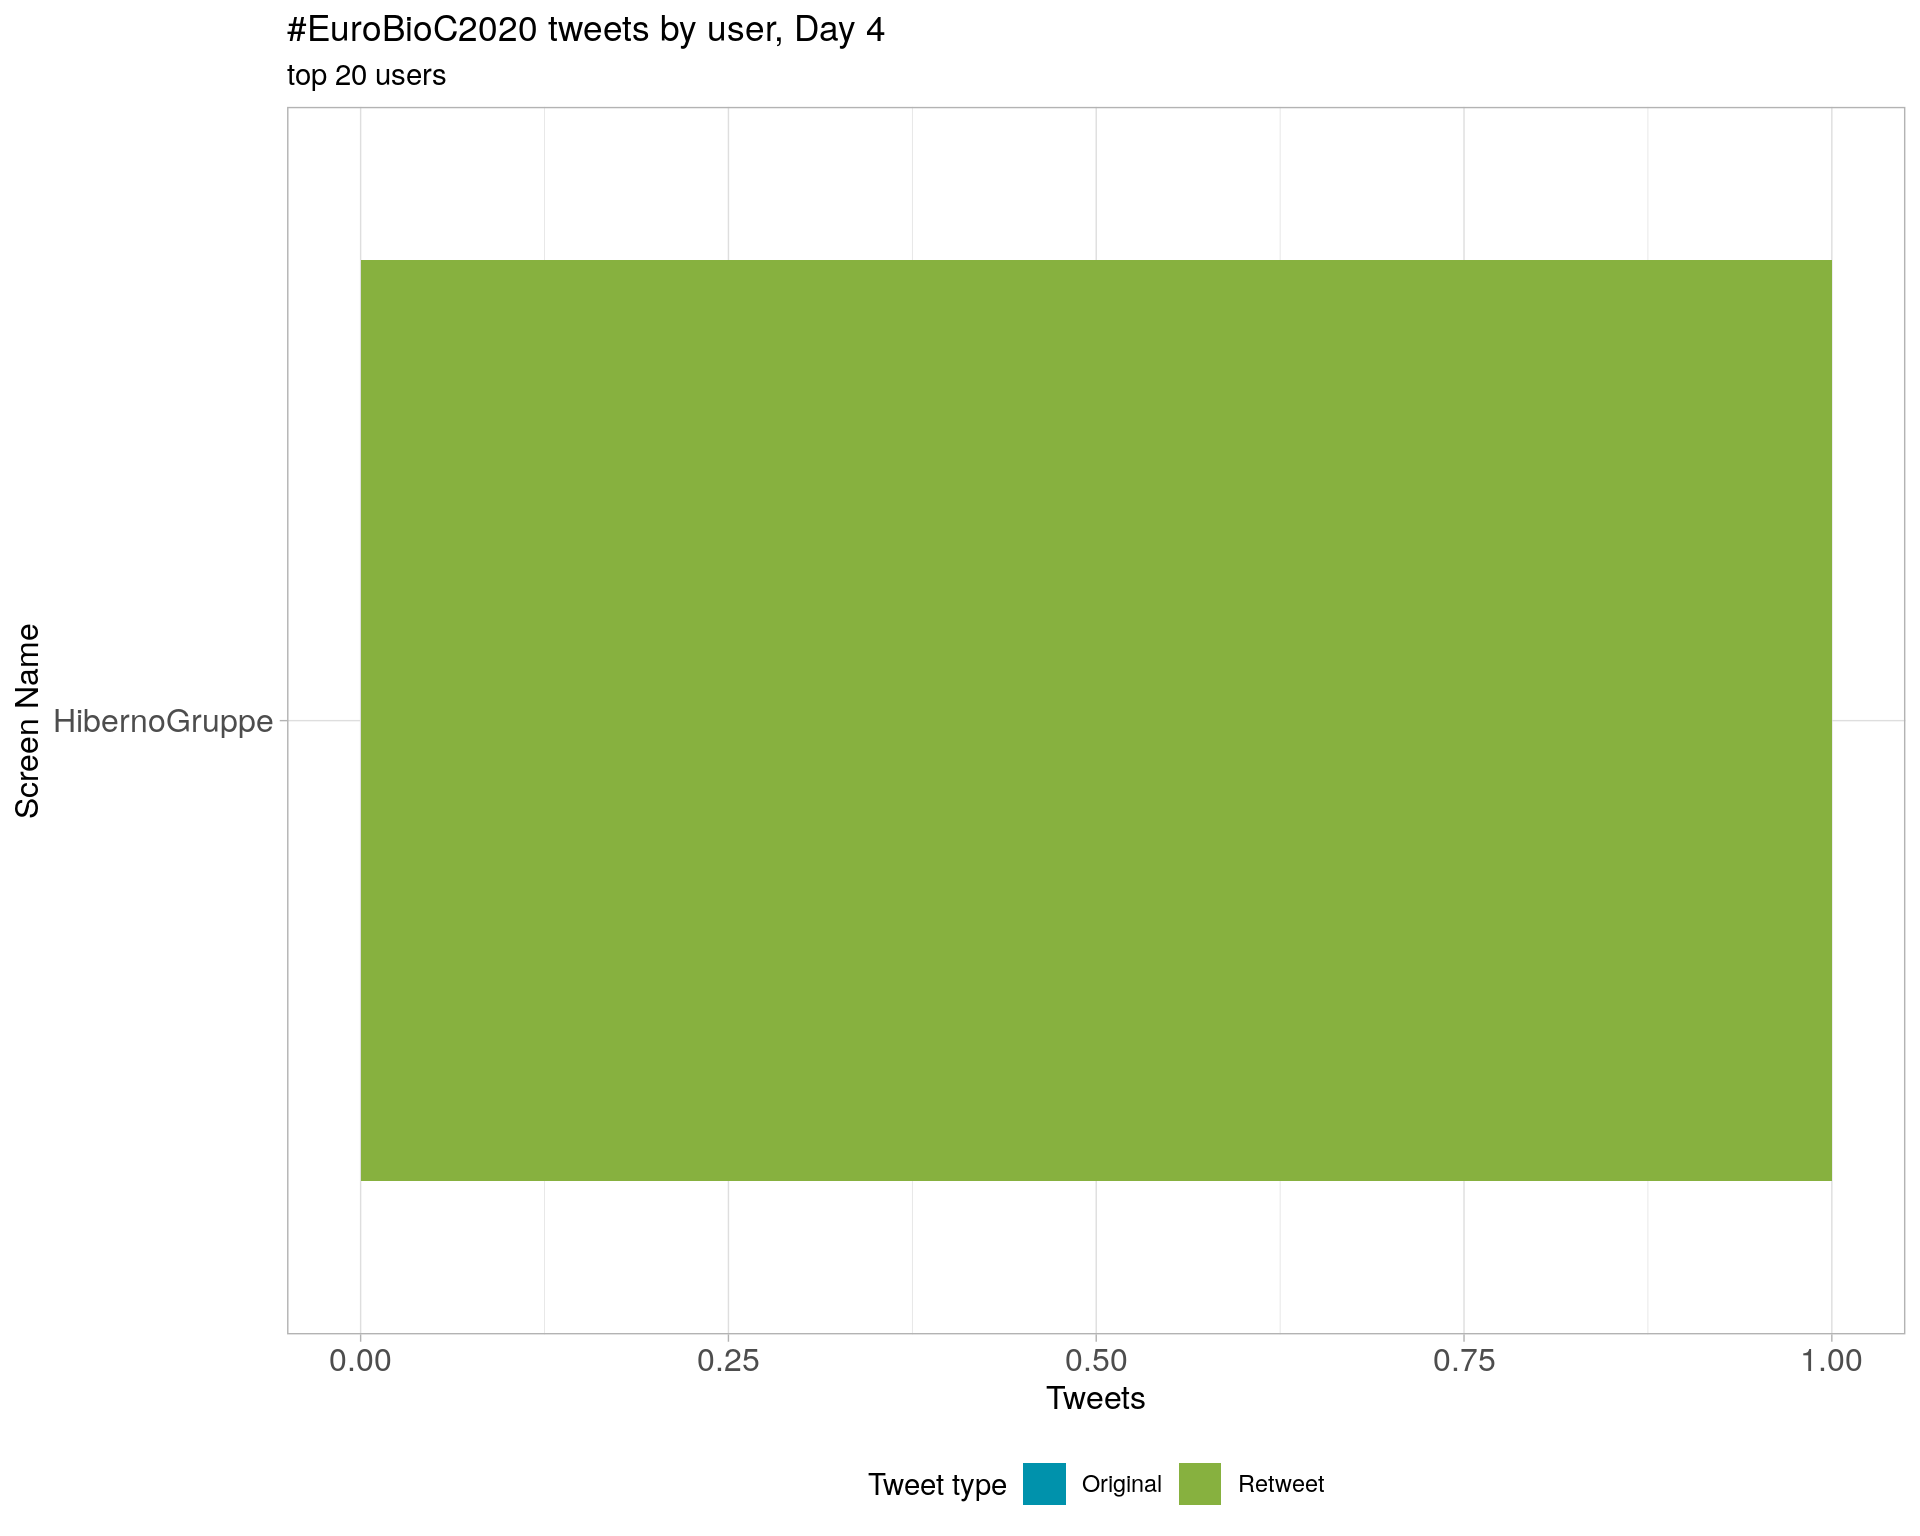 #EuroBioC2020 tweets by user, Day 4
top 20 users
Screen Name
HibernoGruppe
0.00 0.25 0.50 0.75 1.00
Tweets
Tweet type Original Retweet